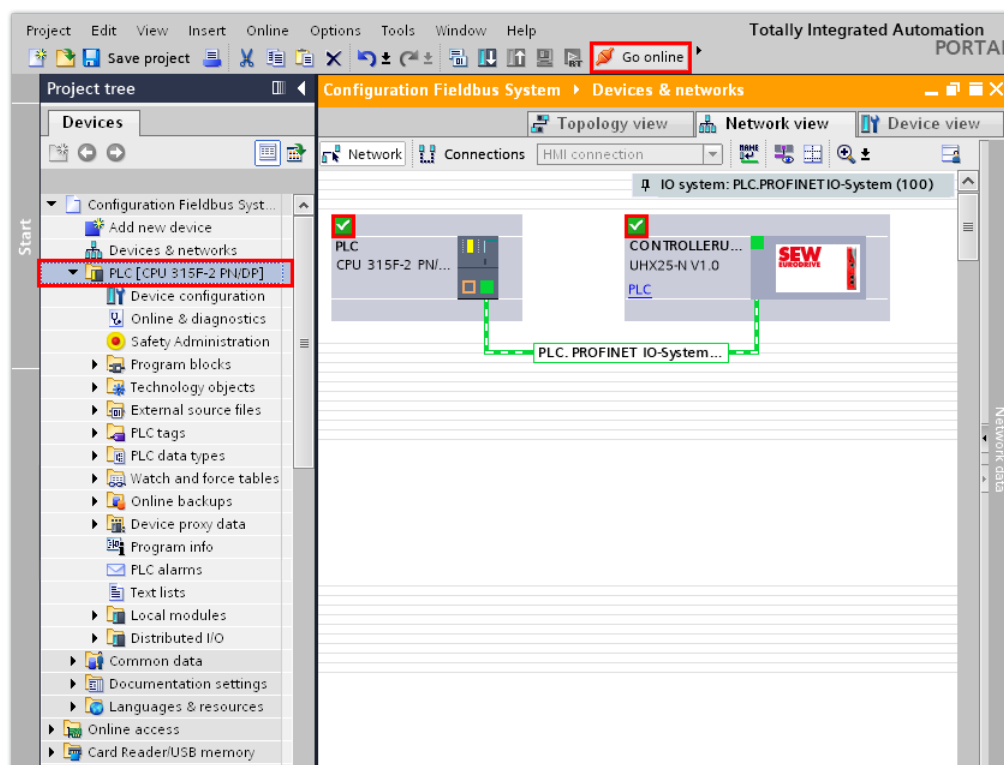 Project Edit View Insert Online Options Tools Window Help
Totally Integrated Automation
PORTAL
Save project
Go online
Project tree
Configuration Fieldbus System Devices & networks
Devices
Topology view Network view Device view
Network Connections HMI connection
IO system: PLC.PROFINET IO-System (100)
Start
Configuration Fieldbus Syst...
Add new device
Devices & networks
PLC [CPU 315F-2 PN/DP]
Device configuration
Online & diagnostics
Safety Administration
Program blocks
Technology objects
External source files
PLC tags
PLC data types
Watch and force tables
Online backups
Device proxy data
Program info
PLC alarms
Text lists
Local modules
Distributed I/O
Common data
Documentation settings
Languages & resources
Online access
Card Reader/USB memory
PLC
CPU 315F-2 PN/...
CONTROLLERU...
UHX25-N V1.0
PLC
SEW
EURODRIVE
PLC. PROFINET IO-System...
Network data